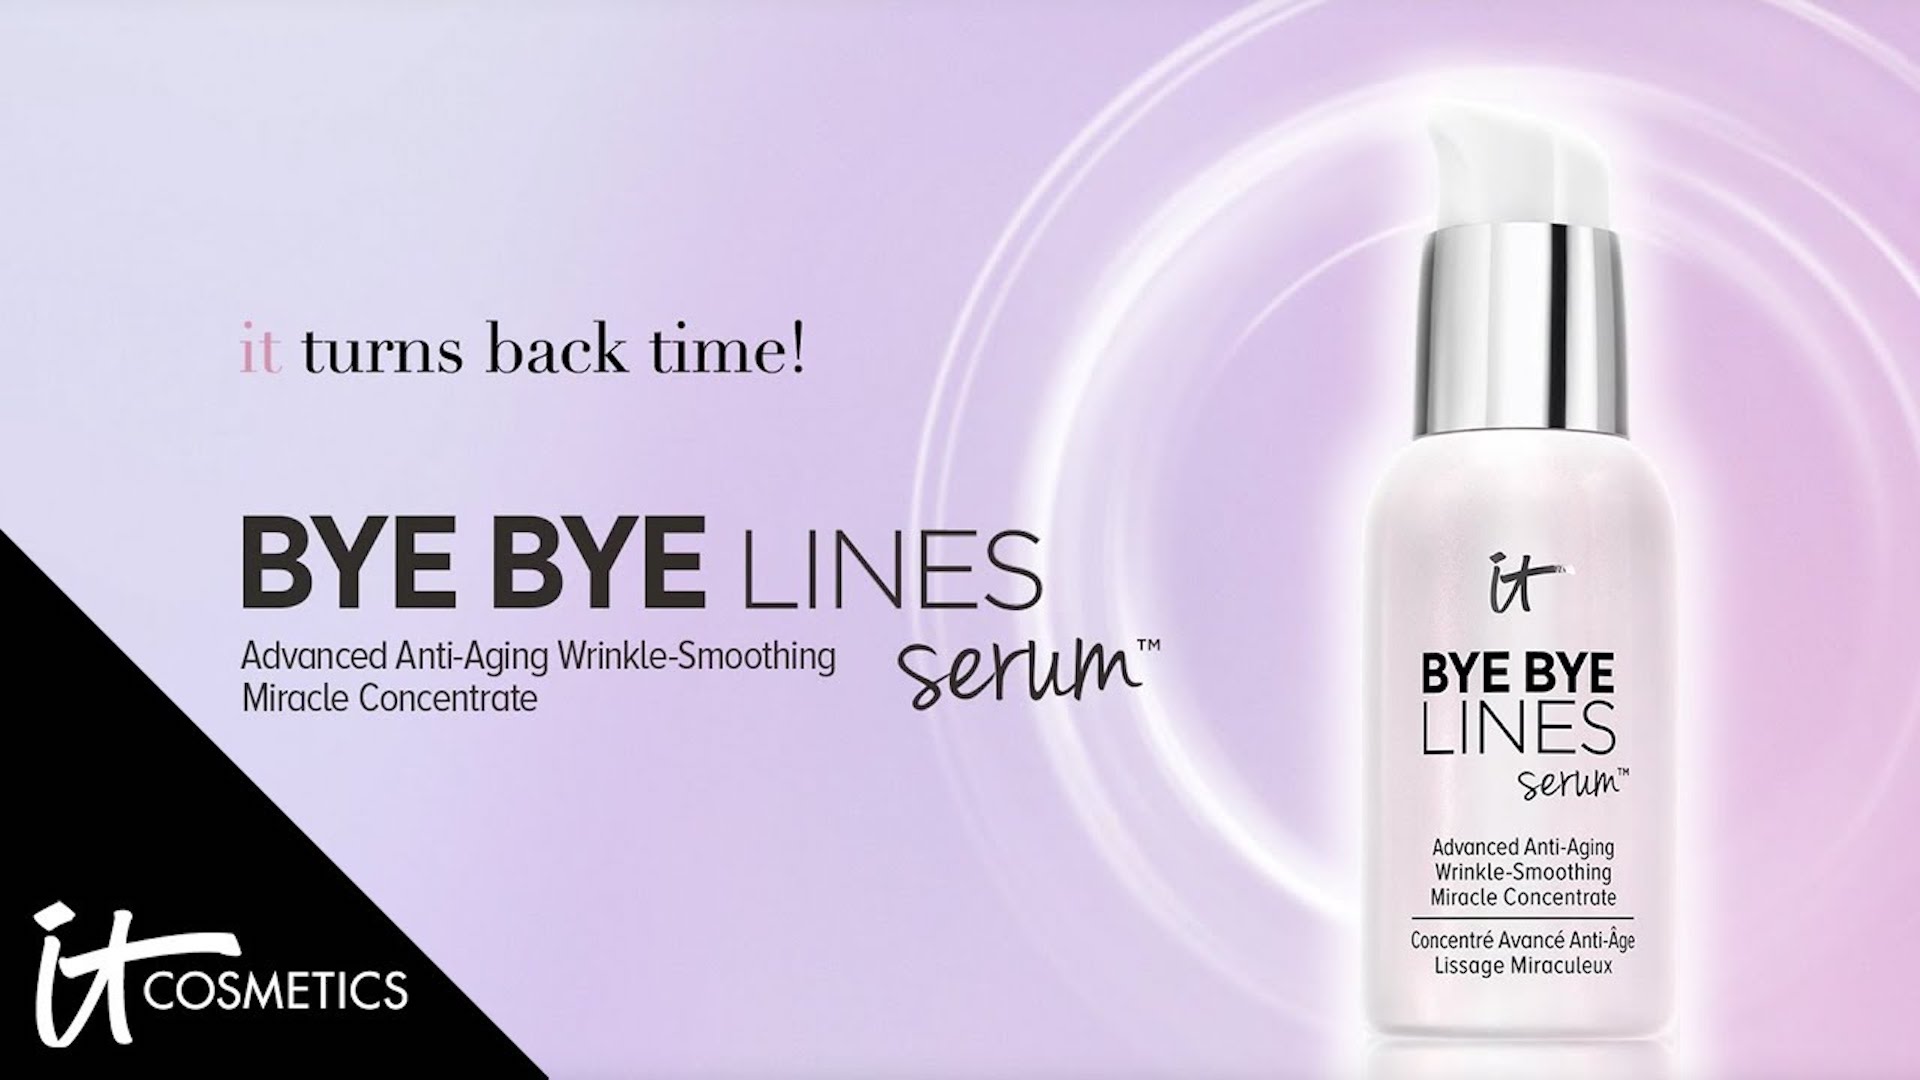 it turns back time!
BYE BYE LINES
serum™
Advanced Anti-Aging Wrinkle-Smoothing
Miracle Concentrate
it COSMETICS
it
BYE BYE
LINES
serum™
Advanced Anti-Aging
Wrinkle-Smoothing
Miracle Concentrate
Concentré Avancé Anti-Âge
Lissage Miraculeux